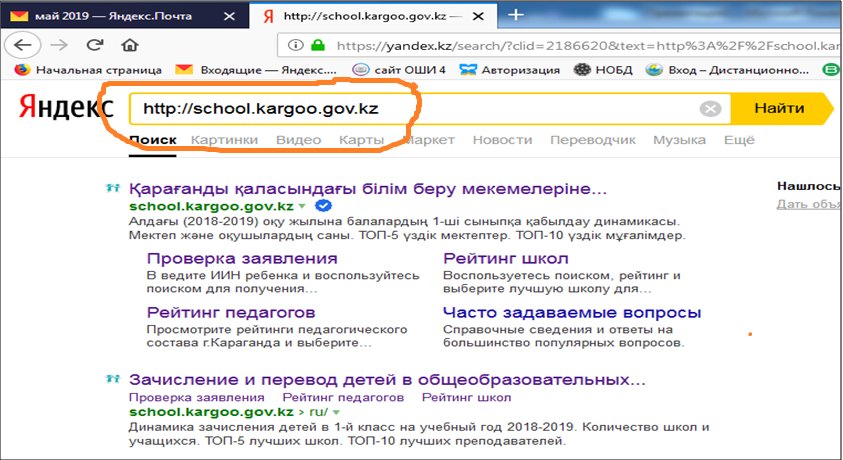 май 2019 — Яндекс.Почта
http://school.kargoo.gov.kz —
https://yandex.kz/search/?clid=2186620&text=http%3A%2F%2Fschool.kar
Начальная страница Входящие — Яндекс.... сайт ОШИ 4 Авторизация НОБД Вход – Дистанционно...
Яндекс http://school.kargoo.gov.kz Найти
Поиск Картинки Видео Карты Маркет Новости Переводчик Музыка Ещё
Қарағанды қаласындағы білім беру мекемелеріне...
school.kargoo.gov.kz
Алдағы (2018-2019) оқу жылына балалардың 1-ші сыныпқа қабылдау динамикасы.
Мектеп және оқушылардың саны. ТОП-5 үздік мектептер. ТОП-10 үздік мұғалімдер.
Проверка заявления
В ведите ИИН ребенка и воспользуйтесь
поиском для получения...
Рейтинг школ
Воспользуетесь поиском, рейтинг и
выберите лучшую школу для...
Рейтинг педагогов
Просмотрите рейтинги педагогического
состава г.Караганда и выберите...
Часто задаваемые вопросы
Справочные сведения и ответы на
большинство популярных вопросов.
Зачисление и перевод детей в общеобразовательных...
Проверка заявления Рейтинг педагогов Рейтинг школ
school.kargoo.gov.kz › ru/
Динамика зачисления детей в 1-й класс на учебный год 2018-2019. Количество школ и
учащихся. ТОП-5 лучших школ. ТОП-10 лучших преподавателей.
Нашлось
Дать объя